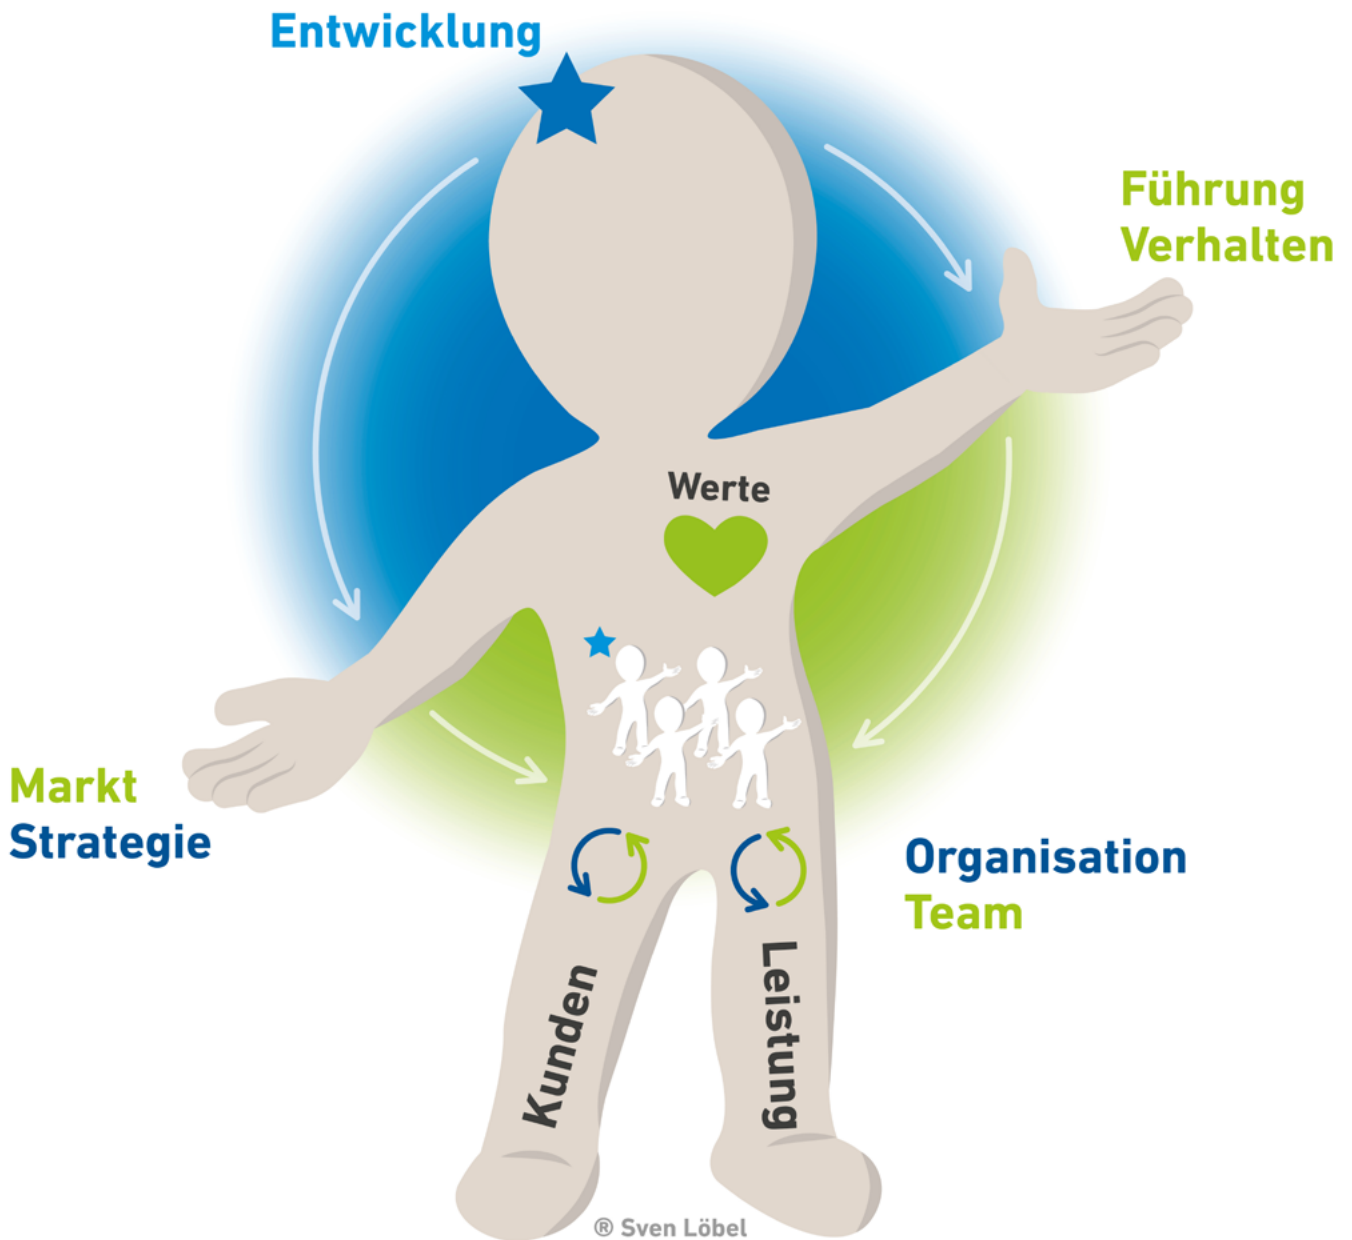 Entwicklung
Führung
Verhalten
Werte
Markt
Strategie
Organisation
Team
Kunden
Leistung
® Sven Löbel